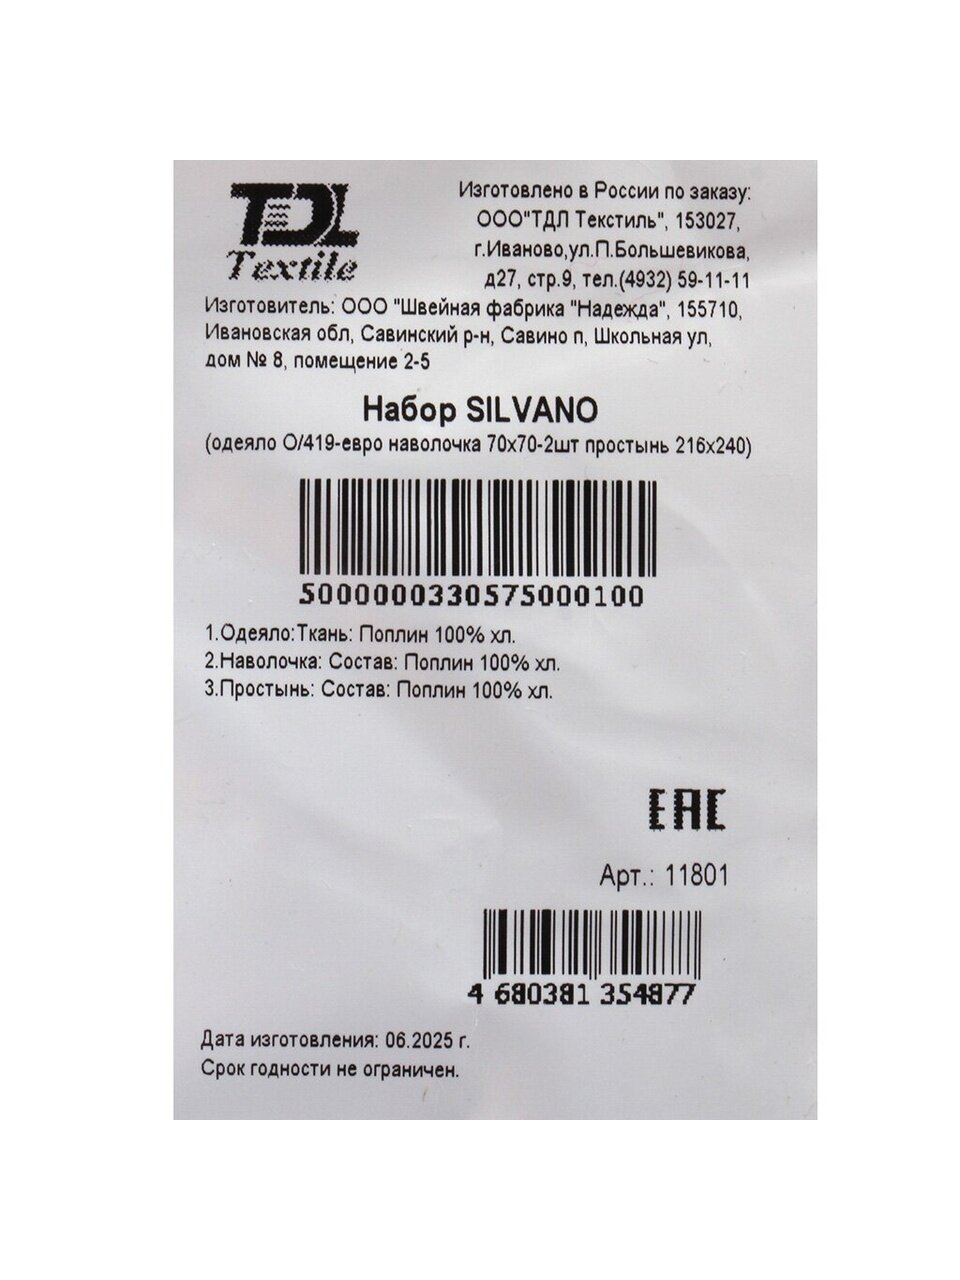 TDL
Textile
Изготовлено в России по заказу:
ООО"ТДЛ Текстиль", 153027,
г.Иваново,ул.П.Большевикова,
д27, стр.9, тел.(4932) 59-11-11
Изготовитель: ООО "Швейная фабрика "Надежда", 155710,
Ивановская обл, Савинский р-н, Савино п, Школьная ул,
дом № 8, помещение 2-5
Набор SILVANO
(одеяло О/419-евро наволочка 70х70-2шт простынь 216х240)
5000000330575000100
1.Одеяло:Ткань: Поплин 100% хл.
2.Наволочка: Состав: Поплин 100% хл.
3.Простынь: Состав: Поплин 100% хл.
EAC
Арт.: 11801
4 680381 354877
Дата изготовления: 06.2025 г.
Срок годности не ограничен.